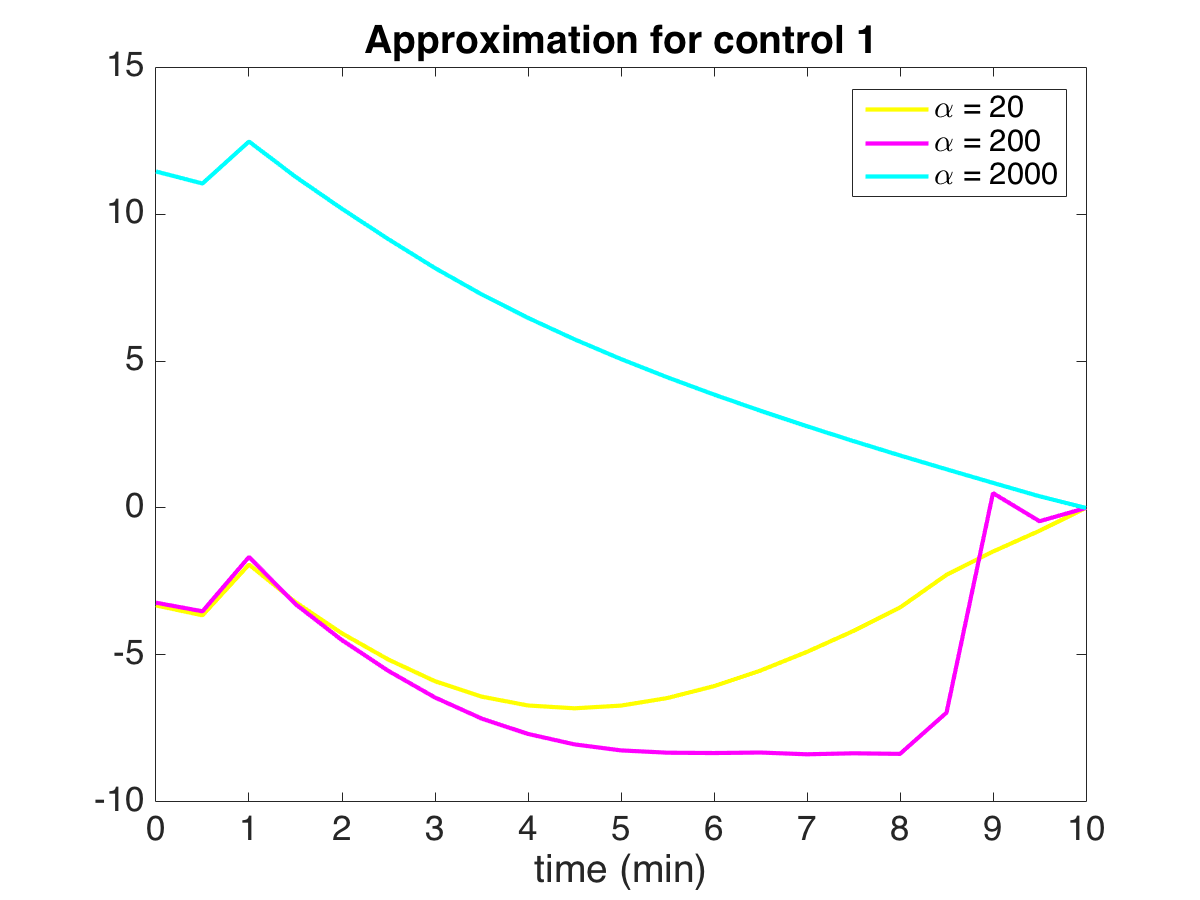 Approximation for control 1
15
10
5
0
-5
-10
α = 20
α = 200
α = 2000
0 1 2 3 4 5 6 7 8 9 10
time (min)